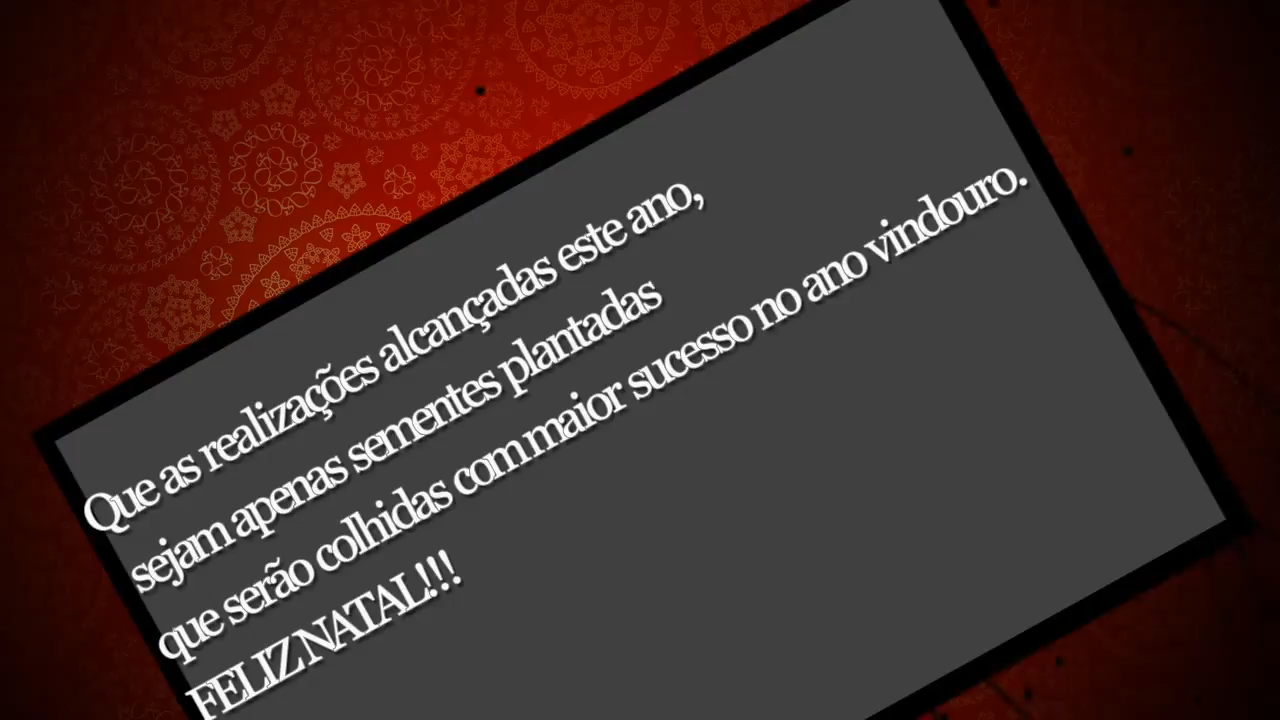 Que as realizações alcançadas este ano,
sejam apenas sementes plantadas
que serão colhidas com maior sucesso no ano vindouro.
FELIZ NATAL!!!